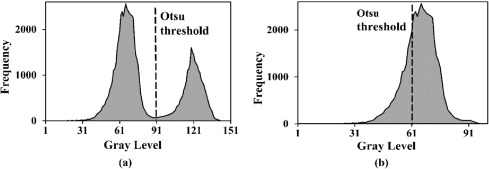 Otsu
threshold
Frequency
2000
1000
0
1 31 61 91 121 151
Gray Level
(a)
Otsu
threshold
Frequency
2000
1000
0
1 31 61 91
Gray Level
(b)